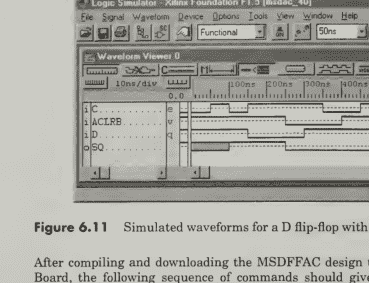 Logic Simulator - Xilinx Foundation F1.5 [msdac_40]
File Signal Waveform Device Options Tools View Window Help
Functional 50ns
Waveform Viewer 0
10ns/div 100ns 200ns 300ns 400ns
0.0
i C
i ACLRB
i D
o SQ
Figure 6.11 Simulated waveforms for a D flip-flop with
After compiling and downloading the MSDFFAC design
Board, the following sequence of commands should give